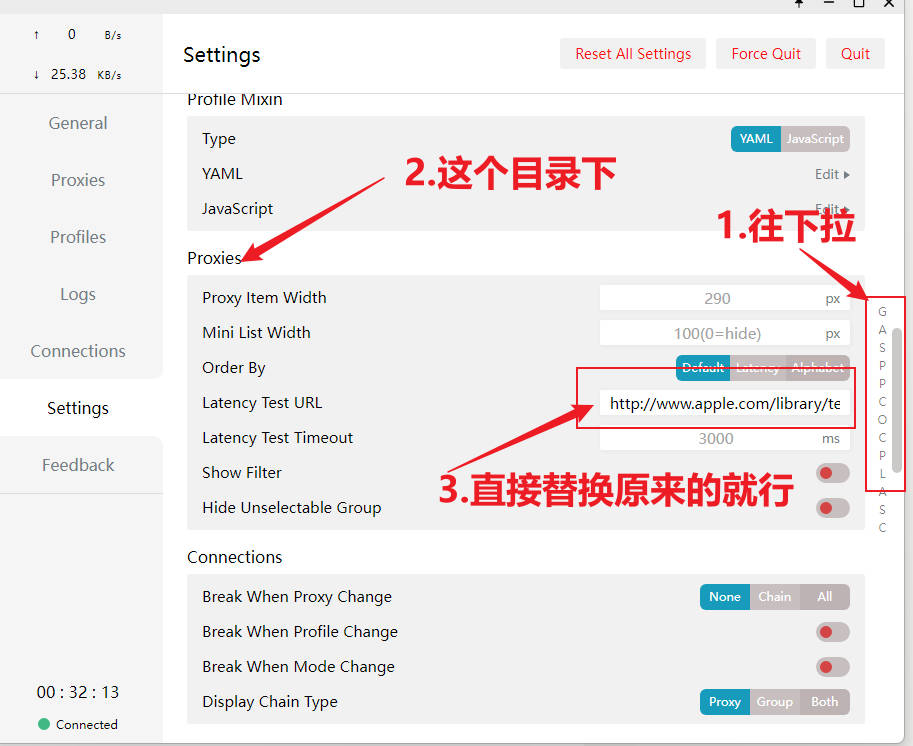 ↑ 0 B/s
↓ 25.38 KB/s
General
Proxies
Profiles
Logs
Connections
Settings
Feedback
00 : 32 : 13
Connected
Settings
Reset All Settings Force Quit Quit
Profile Mixin
Type YAML JavaScript
YAML Edit
JavaScript Edit
2.这个目录下
1.往下拉
Proxies
Proxy Item Width 290 px
Mini List Width 100(0=hide) px
Order By Default Latency Alphabet
Latency Test URL http://www.apple.com/library/te
Latency Test Timeout 3000 ms
Show Filter
3.直接替换原来的就行
Hide Unselectable Group
Connections
Break When Proxy Change None Chain All
Break When Profile Change
Break When Mode Change
Display Chain Type Proxy Group Both
G
A
S
P
P
C
O
C
P
L
A
S
C